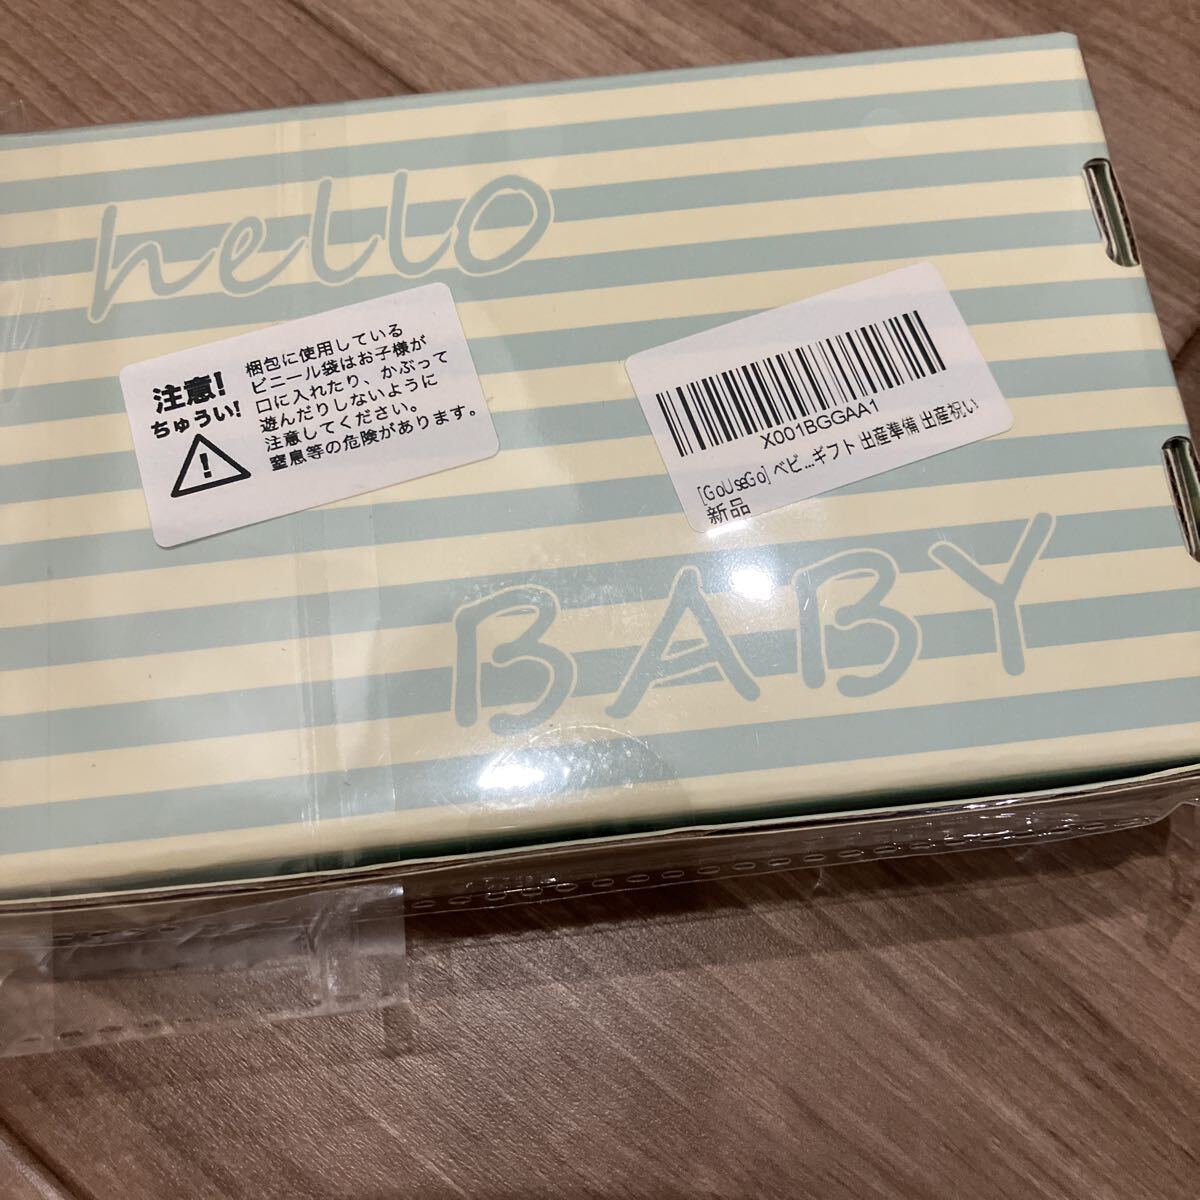 hello
注意!
ちゅうい!
梱包に使用している
ビニール袋はお子様が
口に入れたり、かぶって
遊んだりしないように
注意してください。
窒息等の危険があります。
X001BGGAA1
[GoUseGo] ベビ...ギフト 出産準備 出産祝い
新品
BABY